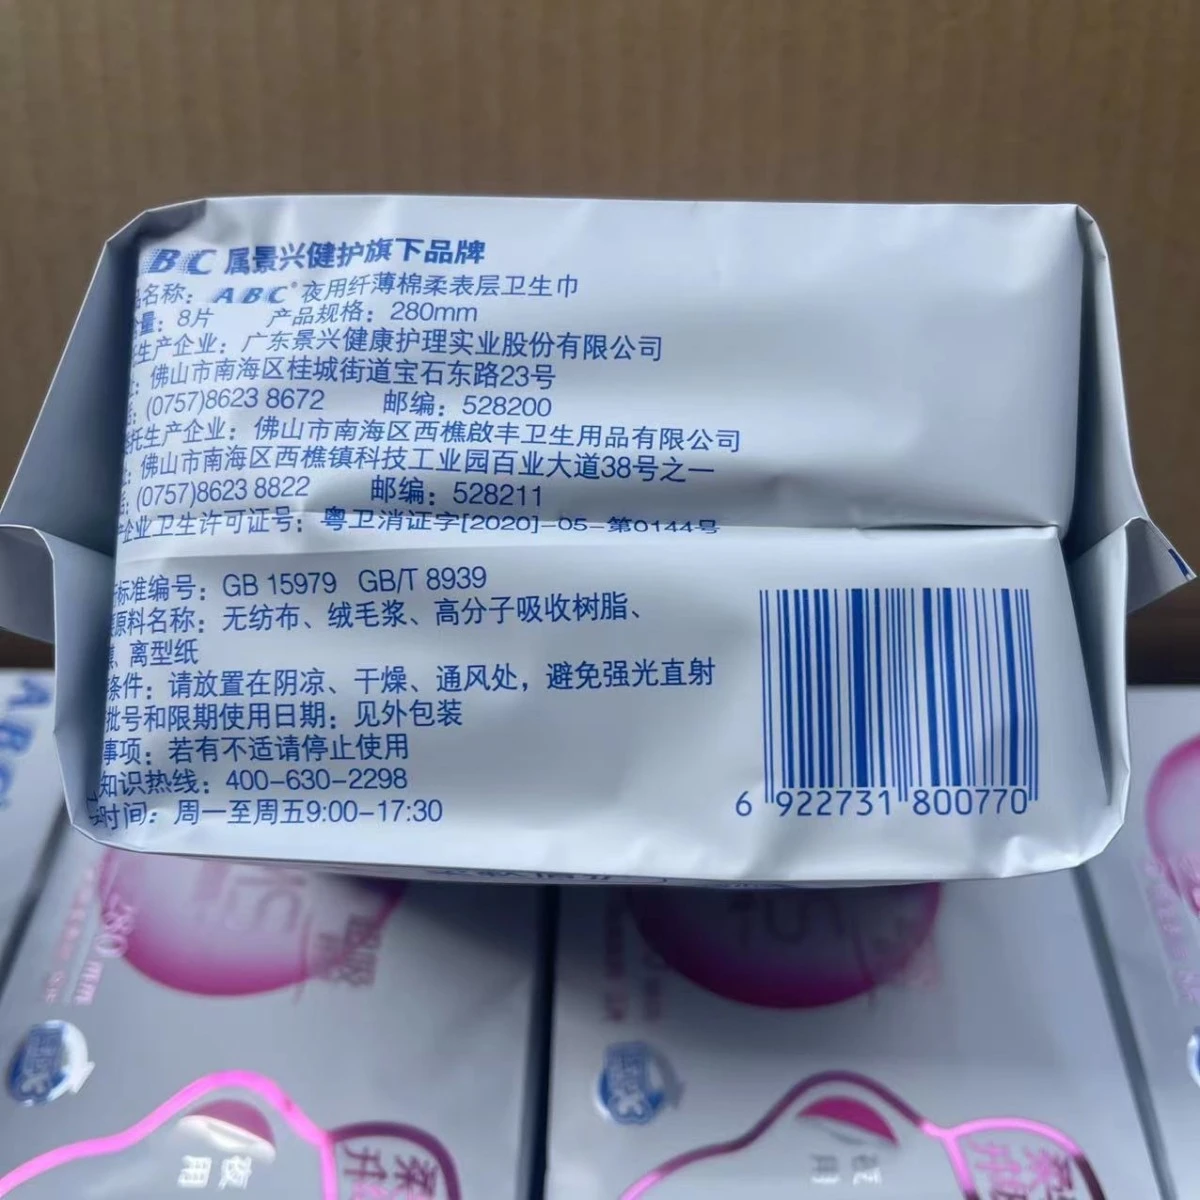 BC 属景兴健护旗下品牌
品名称：ABC®夜用纤薄棉柔表层卫生巾
量：8片 产品规格：280mm
托生产企业：广东景兴健康护理实业股份有限公司
：佛山市南海区桂城街道宝石东路23号
：(0757)8623 8672 邮编：528200
托生产企业：佛山市南海区西樵啟丰卫生用品有限公司
：佛山市南海区西樵镇科技工业园百业大道38号之一
：(0757)8623 8822 邮编：528211
产企业卫生许可证号：粤卫消证字[2020]-05-第0144号
标准编号：GB 15979 GB/T 8939
原料名称：无纺布、绒毛浆、高分子吸收树脂、
、离型纸
条件：请放置在阴凉、干燥、通风处，避免强光直射
批号和限期使用日期：见外包装
事项：若有不适请停止使用
知识热线：400-630-2298
时间：周一至周五9:00-17:30
6 922731 800770
ABC
夜用
夜用